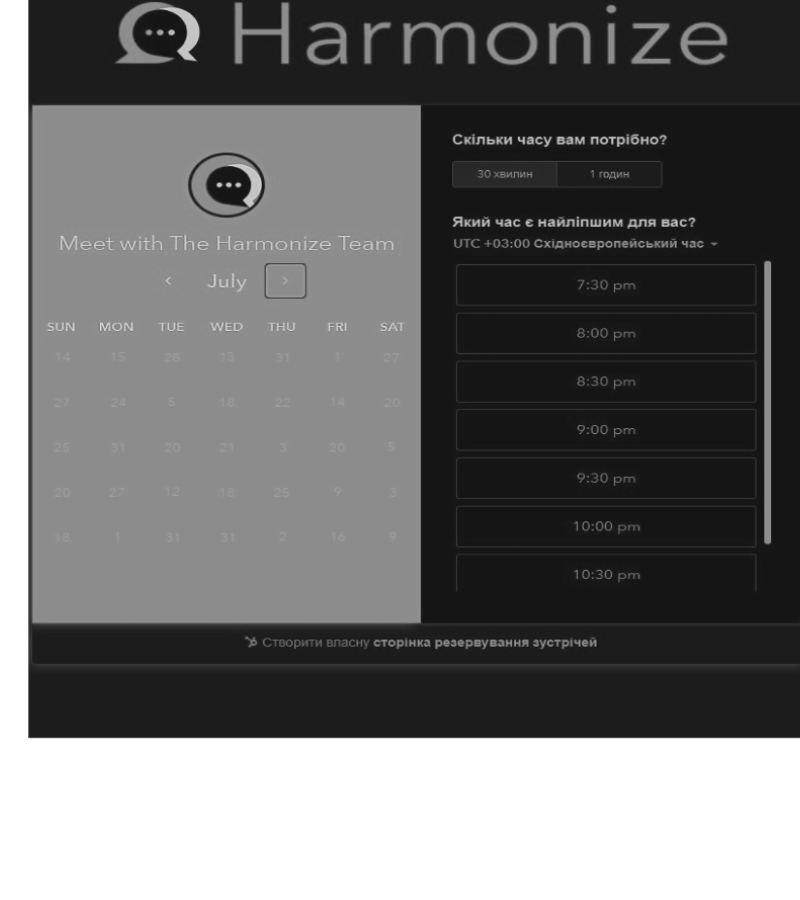 Harmonize
Meet with The Harmonize Team
July
SUN MON TUE WED THU FRI SAT
14 15 28 13 31 1 27
27 24 5 18 22 14 20
25 31 20 21 3 20 5
20 27 12 18 25 9 3
18 1 31 31 2 16 9
Скільки часу вам потрібно?
30 хвилин 1 годин
Який час є найліпшим для вас?
UTC +03:00 Східноєвропейський час
7:30 pm
8:00 pm
8:30 pm
9:00 pm
9:30 pm
10:00 pm
10:30 pm
Створити власну сторінка резервування зустрічей